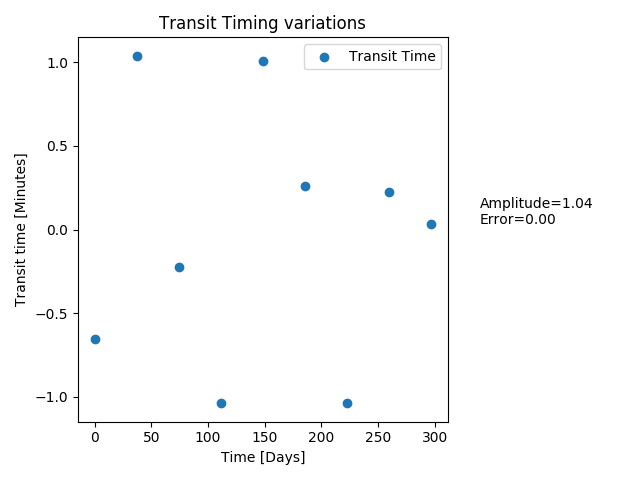 Transit Timing variations
Transit Time
1.0
0.5
0.0
−0.5
−1.0
Transit time [Minutes]
Amplitude=1.04
Error=0.00
0 50 100 150 200 250 300
Time [Days]